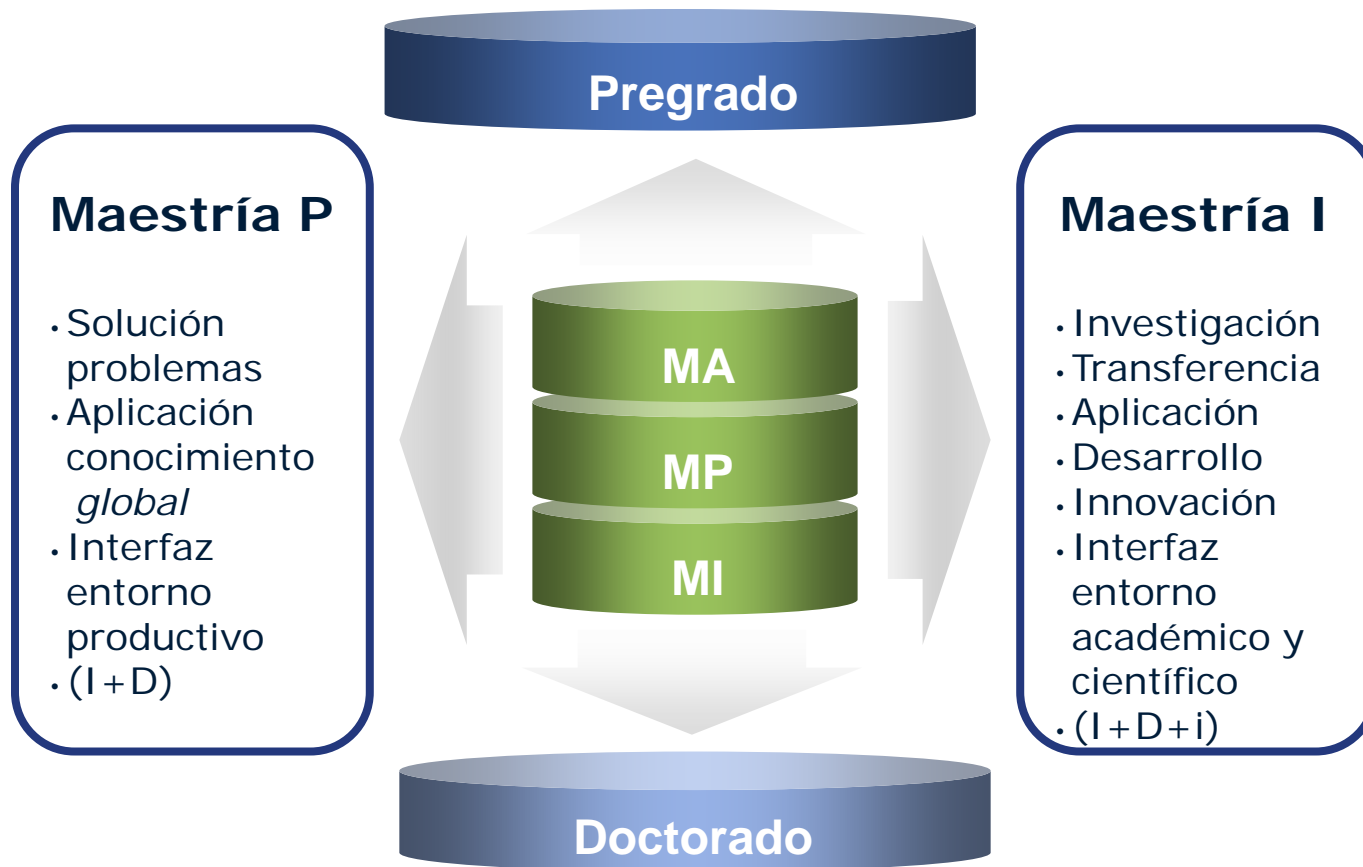 Pregrado
Maestría P
• Solución
problemas
• Aplicación
conocimiento
global
• Interfaz
entorno
productivo
• (I+D)
MA
MP
MI
Maestría I
• Investigación
• Transferencia
• Aplicación
• Desarrollo
• Innovación
• Interfaz
entorno
académico y
científico
• (I+D+i)
Doctorado